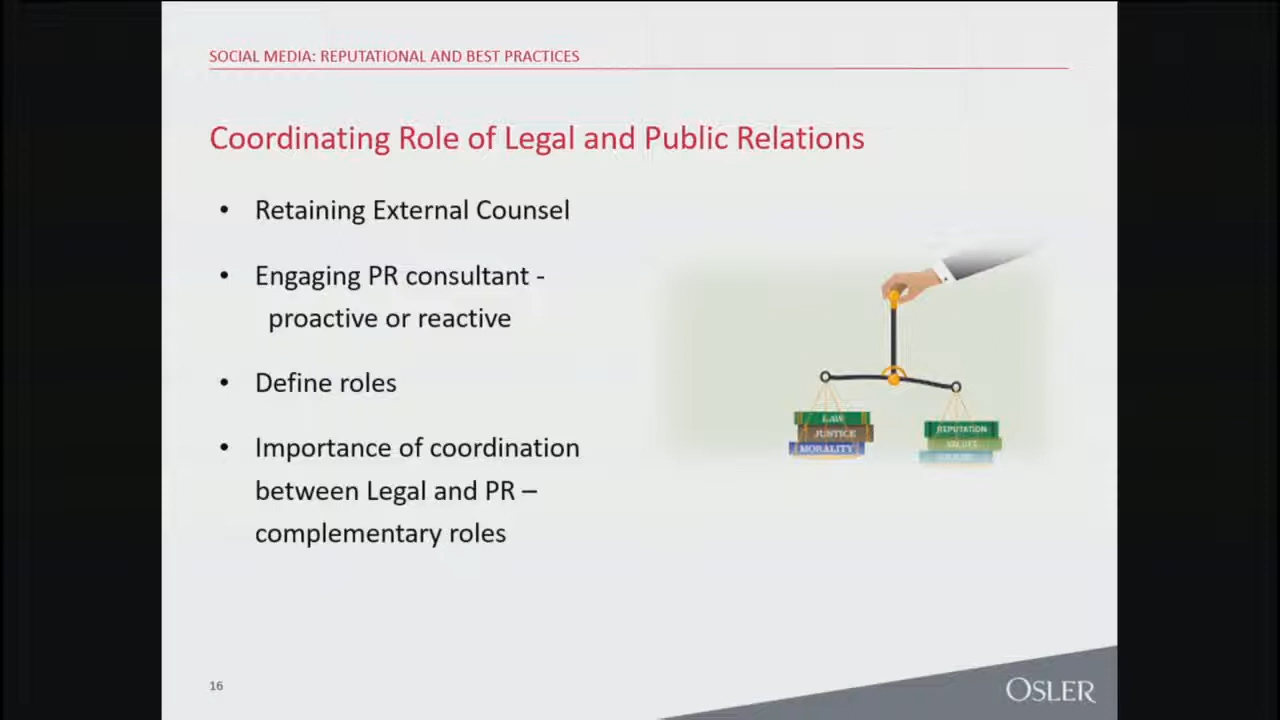 SOCIAL MEDIA: REPUTATIONAL AND BEST PRACTICES
Coordinating Role of Legal and Public Relations
• Retaining External Counsel
• Engaging PR consultant -
proactive or reactive
• Define roles
• Importance of coordination
between Legal and PR –
complementary roles
LAW
JUSTICE
MORALITY
REPUTATION
16
OSLER